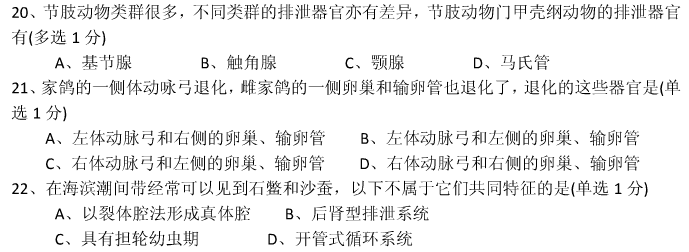 20、节肢动物类群很多，不同类群的排泄器官亦有差异，节肢动物门甲壳纲动物的排泄器官
有(多选 1 分)
A、基节腺 B、触角腺 C、颚腺 D、马氏管
21、家鸽的一侧体动咏弓退化，雌家鸽的一侧卵巢和输卵管也退化了，退化的这些器官是(单
选 1 分)
A、左体动脉弓和右侧的卵巢、输卵管 B、左体动脉弓和左侧的卵巢、输卵管
C、右体动脉弓和左侧的卵巢、输卵管 D、右体动脉弓和右侧的卵巢、输卵管
22、在海滨潮间带经常可以见到石鳖和沙蚕，以下不属于它们共同特征的是(单选 1 分)
A、以裂体腔法形成真体腔 B、后肾型排泄系统
C、具有担轮幼虫期 D、开管式循环系统